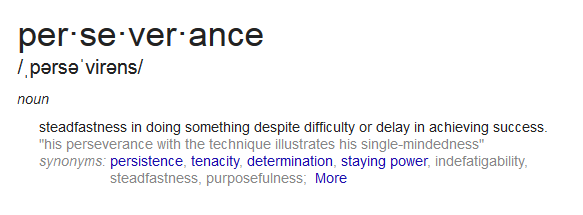 per·se·ver·ance
/ˌpərsəˈvirəns/
noun
steadfastness in doing something despite difficulty or delay in achieving success.
"his perseverance with the technique illustrates his single-mindedness"
synonyms: persistence, tenacity, determination, staying power, indefatigability,
steadfastness, purposefulness; More